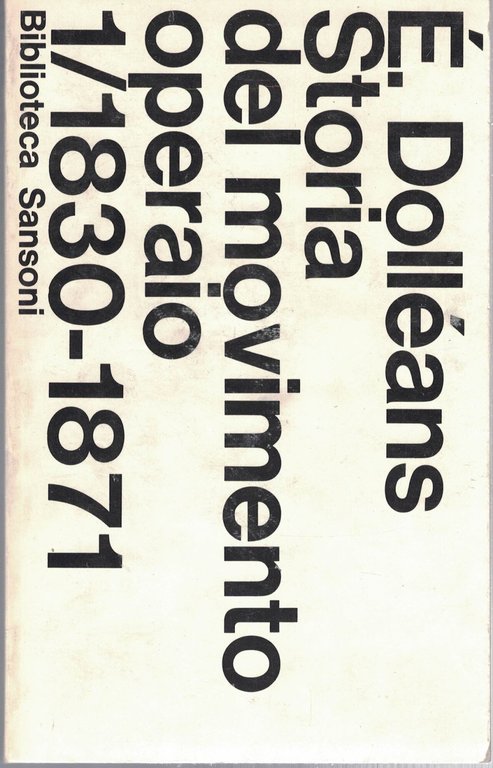 É. Dolléans
Storia
del movimento
operaio
1/1830-1871
Biblioteca Sansoni